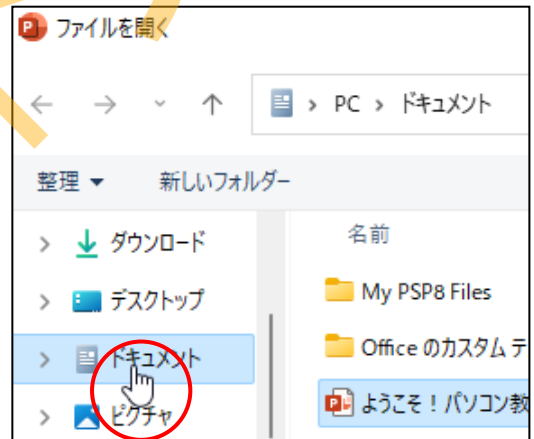 ファイルを開く
PC › ドキュメント
整理 新しいフォルダー
ダウンロード
デスクトップ
ドキュメント
ピクチャ
名前
My PSP8 Files
Office のカスタム テ
ようこそ！パソコン教